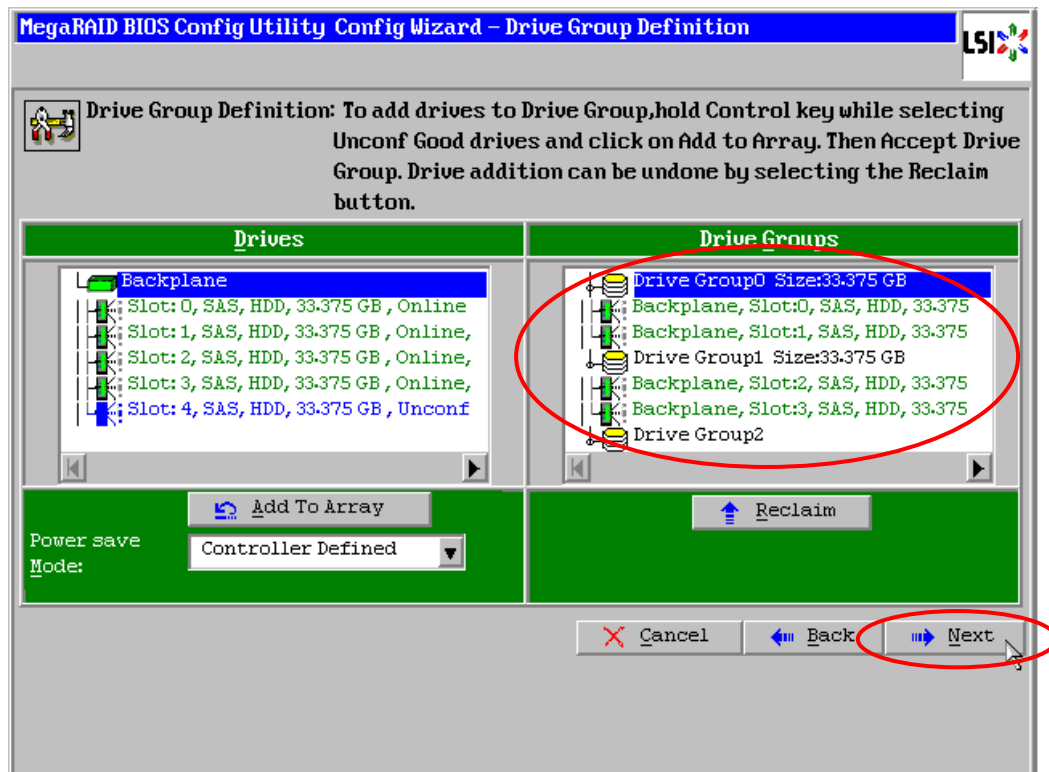 MegaRAID BIOS Config Utility Config Wizard – Drive Group Definition
LSI
Drive Group Definition: To add drives to Drive Group,hold Control key while selecting
Unconf Good drives and click on Add to Array. Then Accept Drive
Group. Drive addition can be undone by selecting the Reclaim
button.
Drives
Backplane
Slot: 0, SAS, HDD, 33.375 GB , Online
Slot: 1, SAS, HDD, 33.375 GB , Online,
Slot: 2, SAS, HDD, 33.375 GB , Online,
Slot: 3, SAS, HDD, 33.375 GB , Online,
Slot: 4, SAS, HDD, 33.375 GB , Unconf
Add To Array
Power save
Mode:
Controller Defined
Drive Groups
Drive Group0 Size:33.375 GB
Backplane, Slot:0, SAS, HDD, 33.375
Backplane, Slot:1, SAS, HDD, 33.375
Drive Group1 Size:33.375 GB
Backplane, Slot:2, SAS, HDD, 33.375
Backplane, Slot:3, SAS, HDD, 33.375
Drive Group2
Reclaim
Cancel
Back
Next